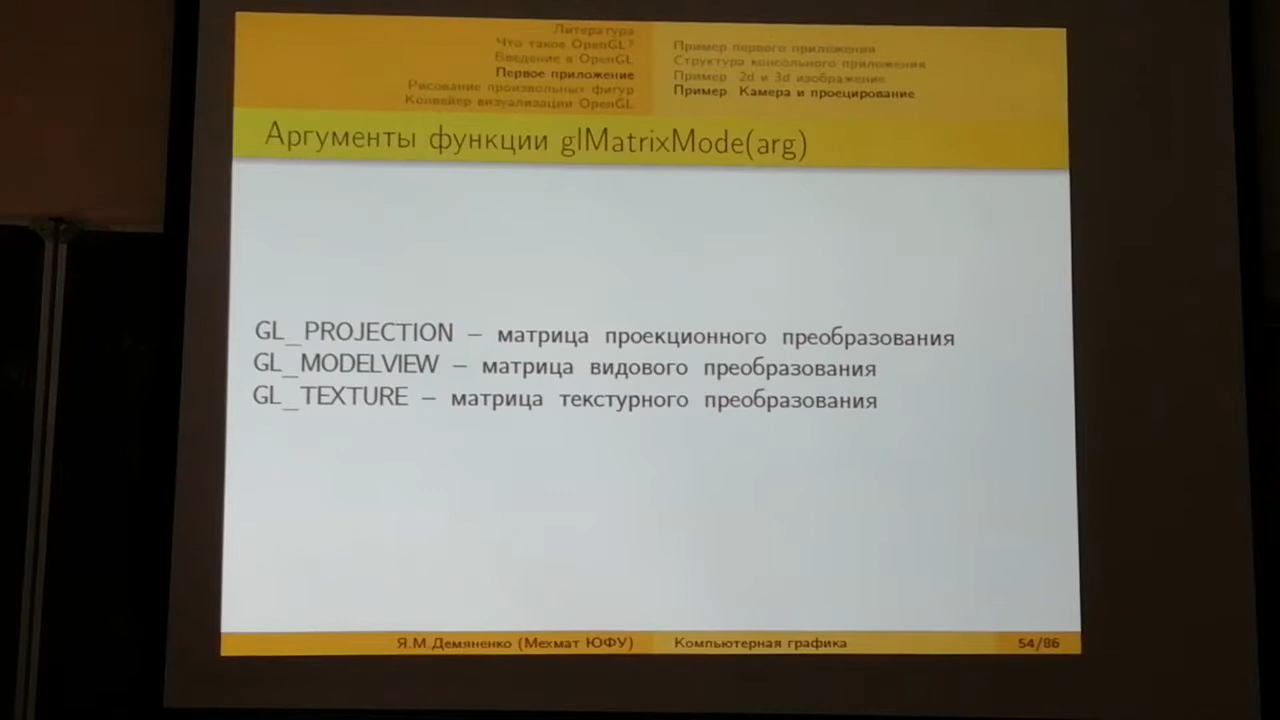 Литература
Что такое OpenGL?
Введение в OpenGL
Первое приложение
Рисование произвольных фигур
Конвейер визуализации OpenGL
Пример первого приложения
Структура консольного приложения
Пример 2d и 3d изображение
Пример Камера и проецирование
Аргументы функции glMatrixMode(arg)
GL_PROJECTION – матрица проекционного преобразования
GL_MODELVIEW – матрица видового преобразования
GL_TEXTURE – матрица текстурного преобразования
Я.М.Демяненко (Мехмат ЮФУ) Компьютерная графика 54/86